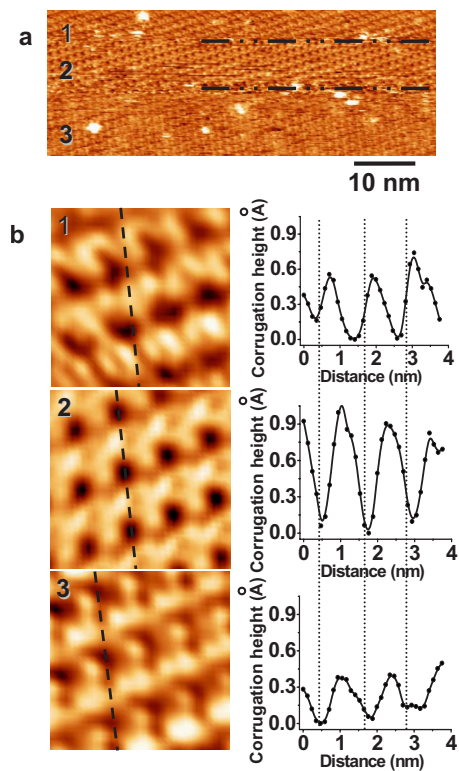 a
1
2
3
10 nm
b
1
Corrugation height (Å)
0.9
0.6
0.3
0.0
0 1 2 3 4
Distance (nm)
2
Corrugation height (Å)
0.9
0.6
0.3
0.0
0 1 2 3 4
Distance (nm)
3
Corrugation height (Å)
0.9
0.6
0.3
0.0
0 1 2 3 4
Distance (nm)